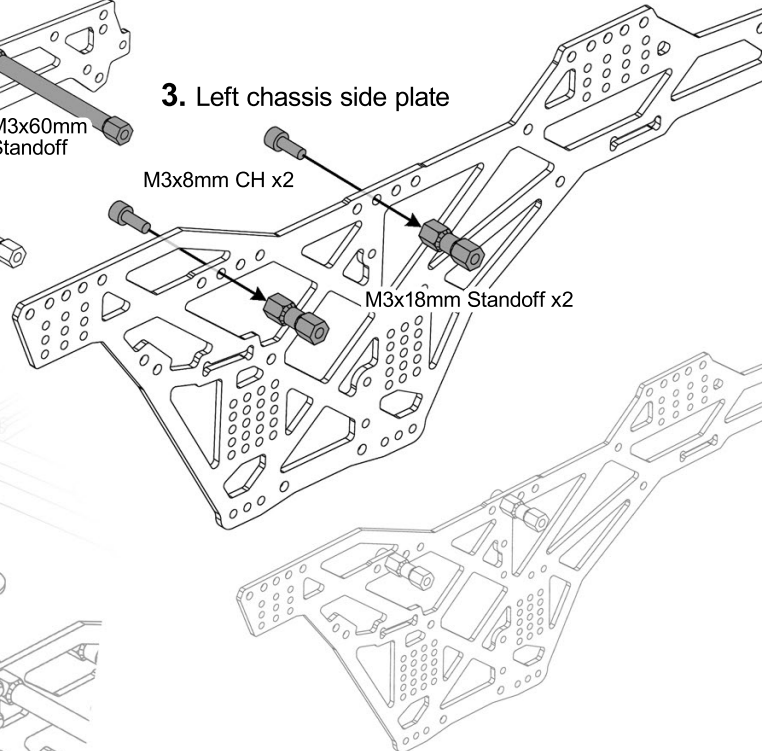 3. Left chassis side plate
M3x60mm
Standoff
M3x8mm CH x2
M3x18mm Standoff x2